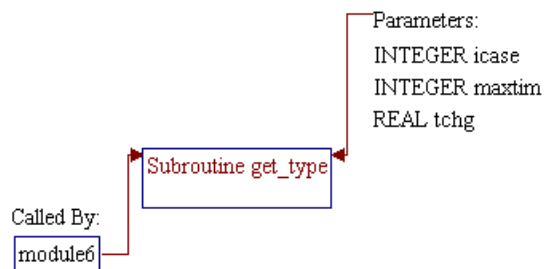 Parameters:
INTEGER icase
INTEGER maxtim
REAL tchg
Subroutine get_type
Called By:
module6